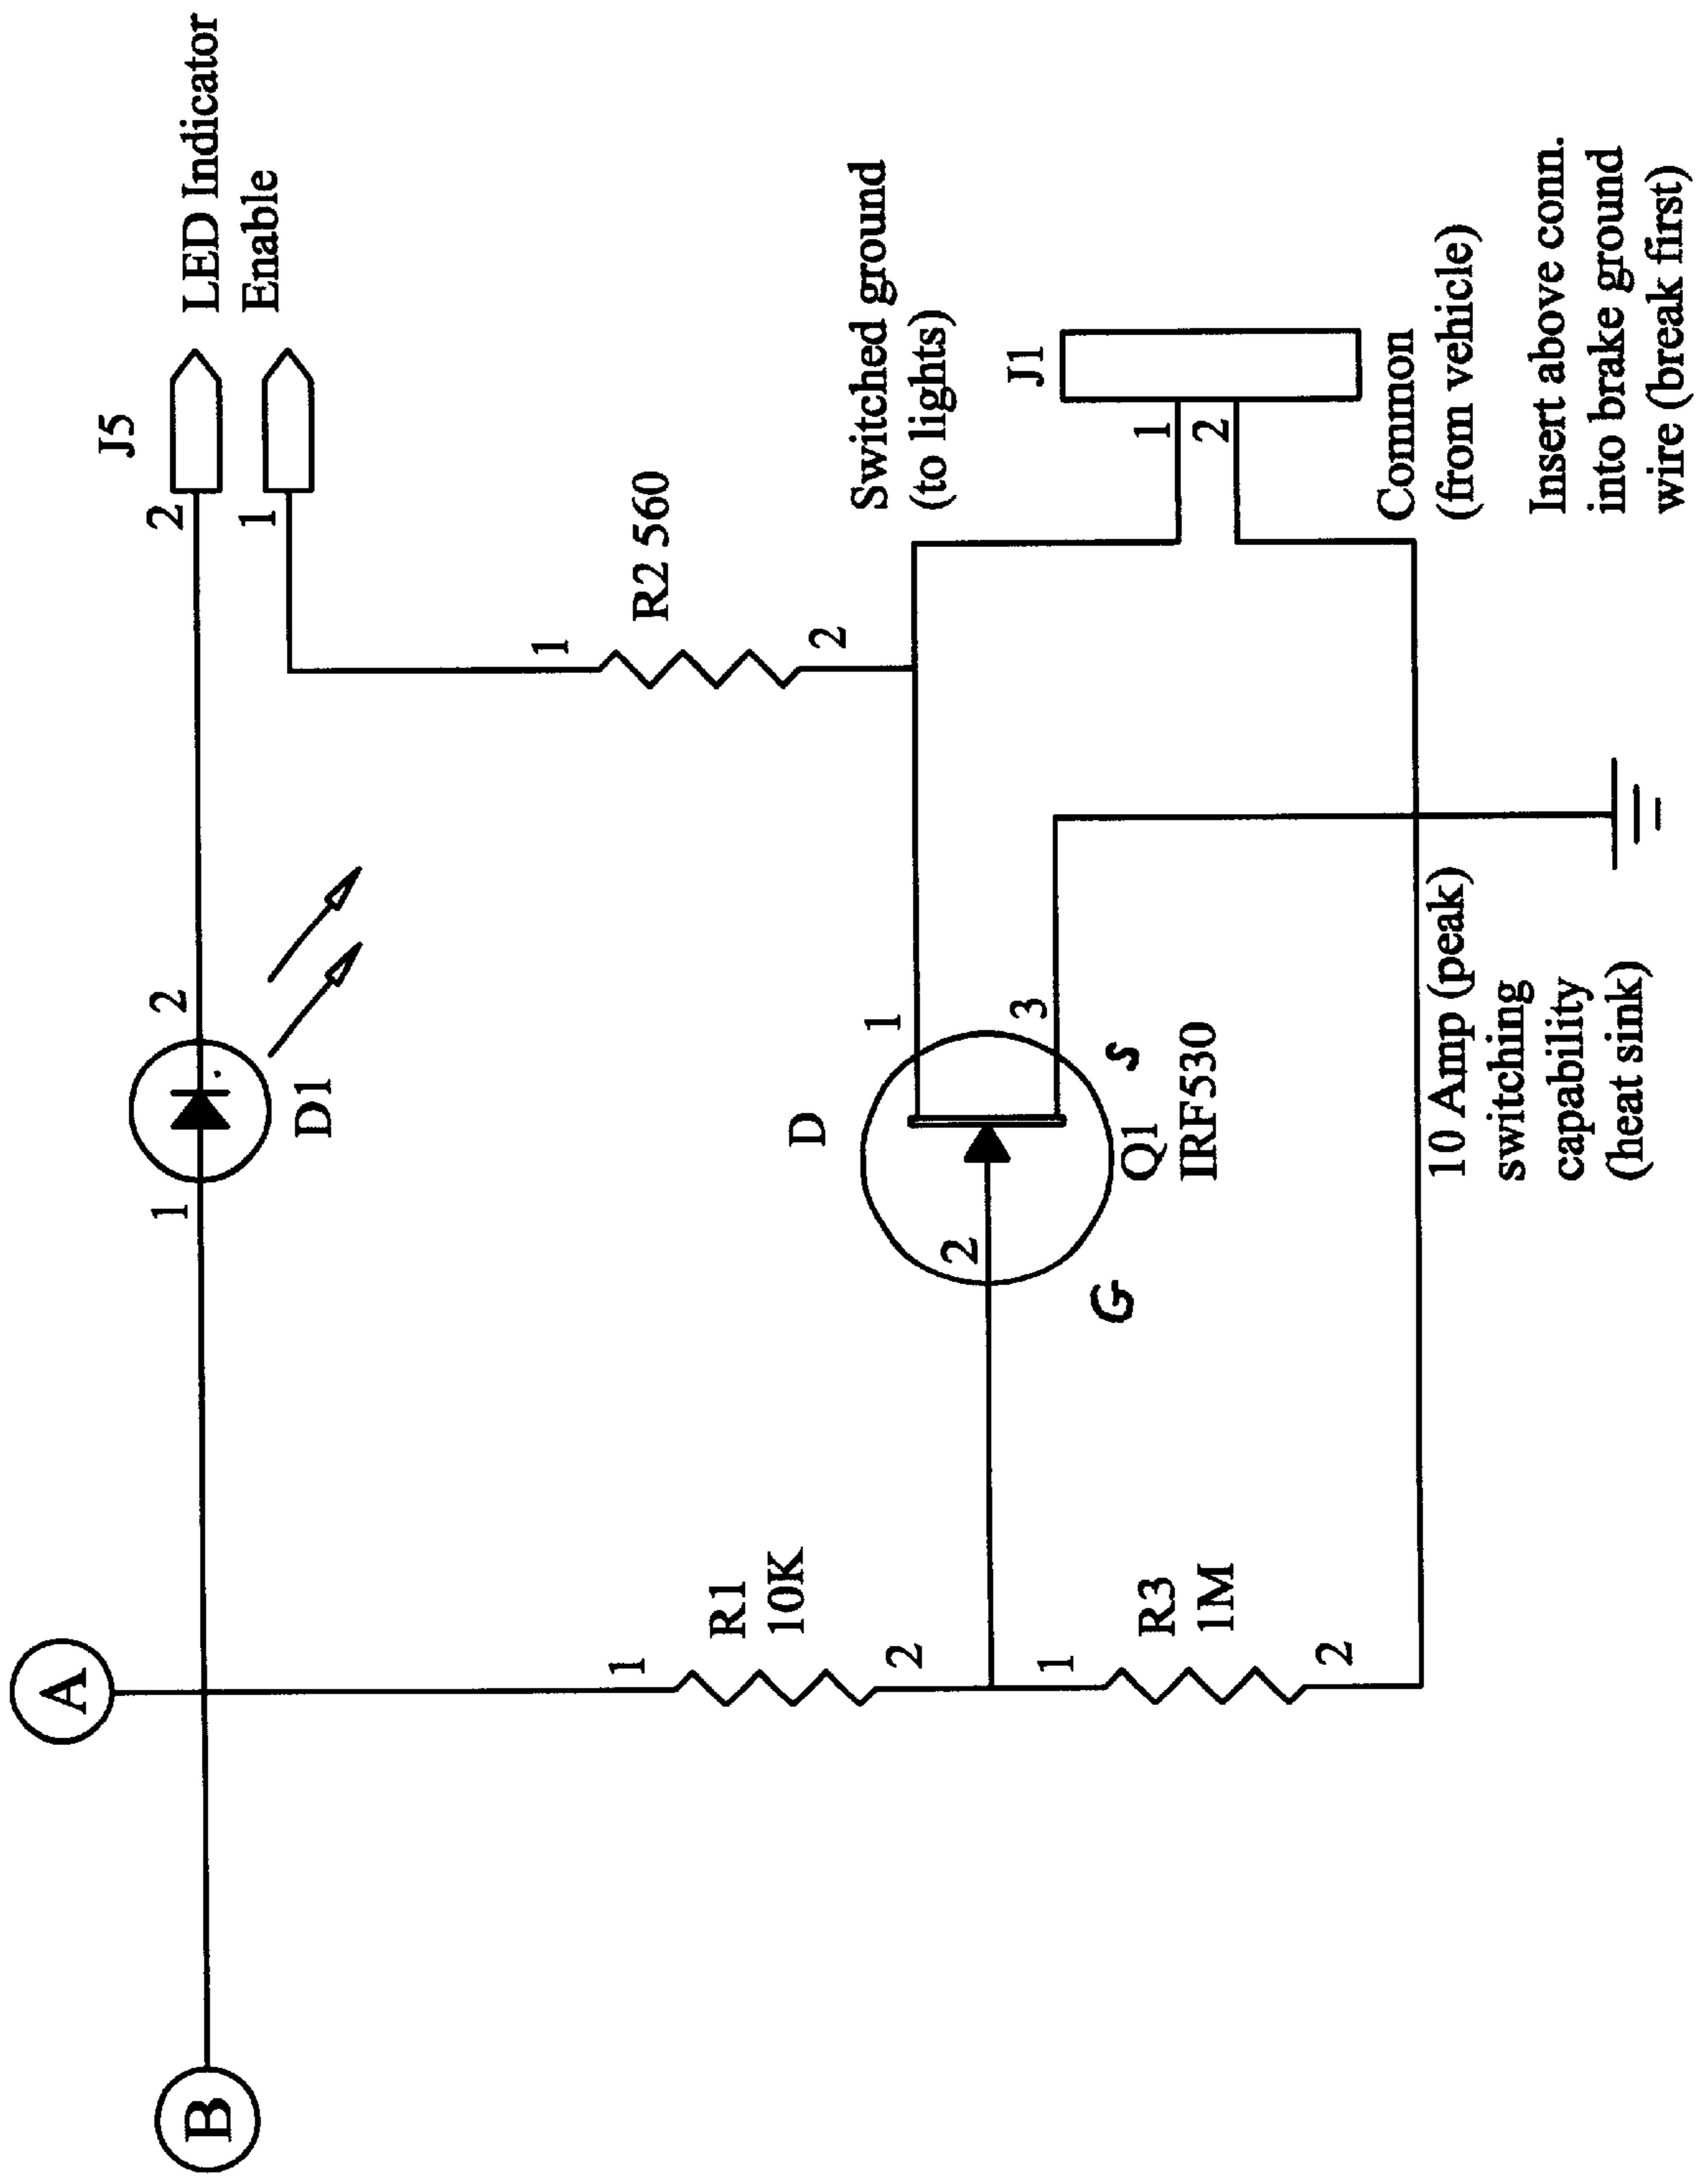 A
B
1
D1
2
2
J5
1
LED Indicator
Enable
1
R2 560
2
1
R1
10K
2
1
R3
1M
2
D
1
2
3
G
S
Q1
IRF530
Switched ground
(to lights)
J1
1
2
Common
(from vehicle)
Insert above conn.
into brake ground
wire (break first)
10 Amp (peak)
switching
capability
(heat sink)